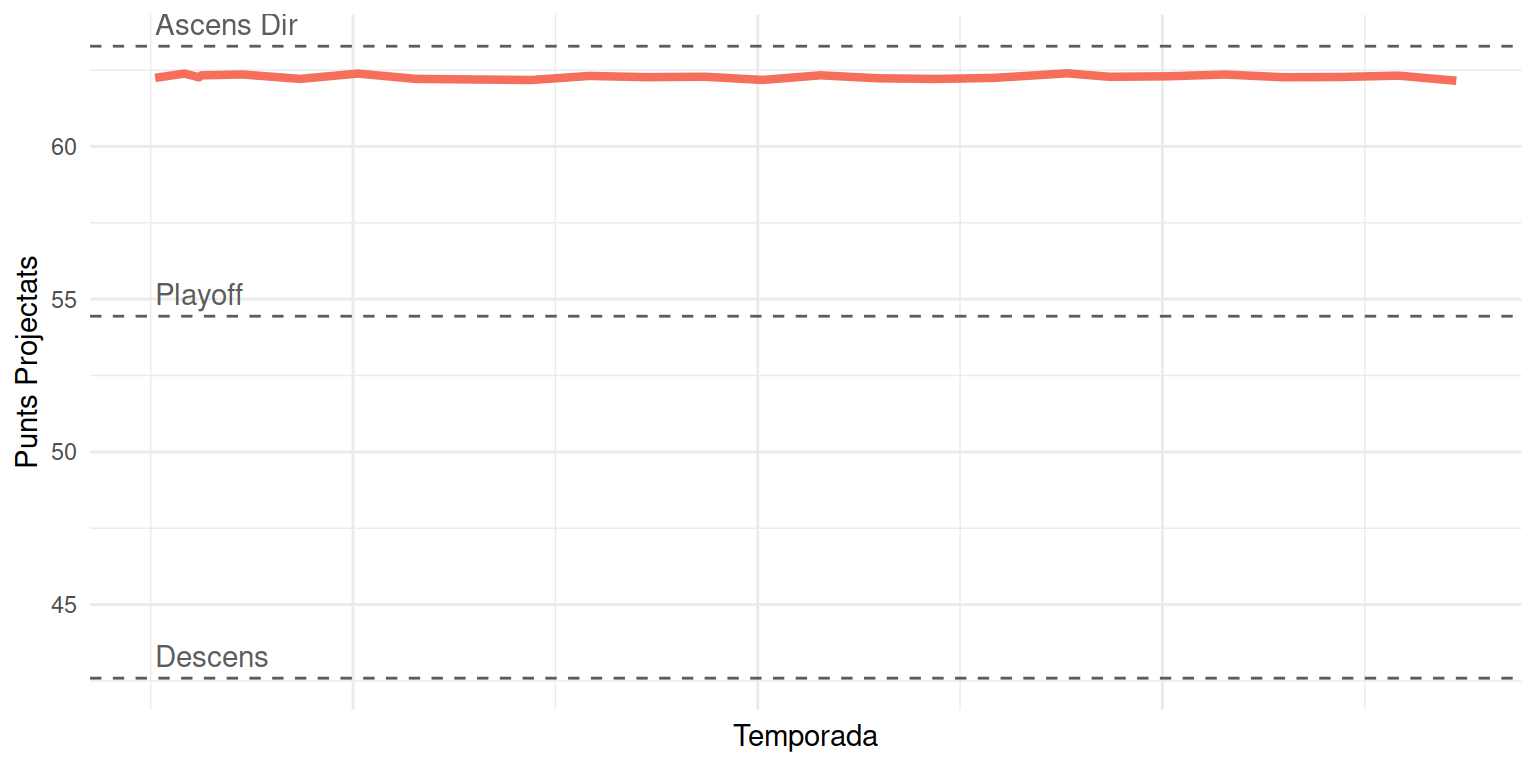 Ascens Dir
60
Playoff
55
Punts Projectats
50
45
Descens
Temporada